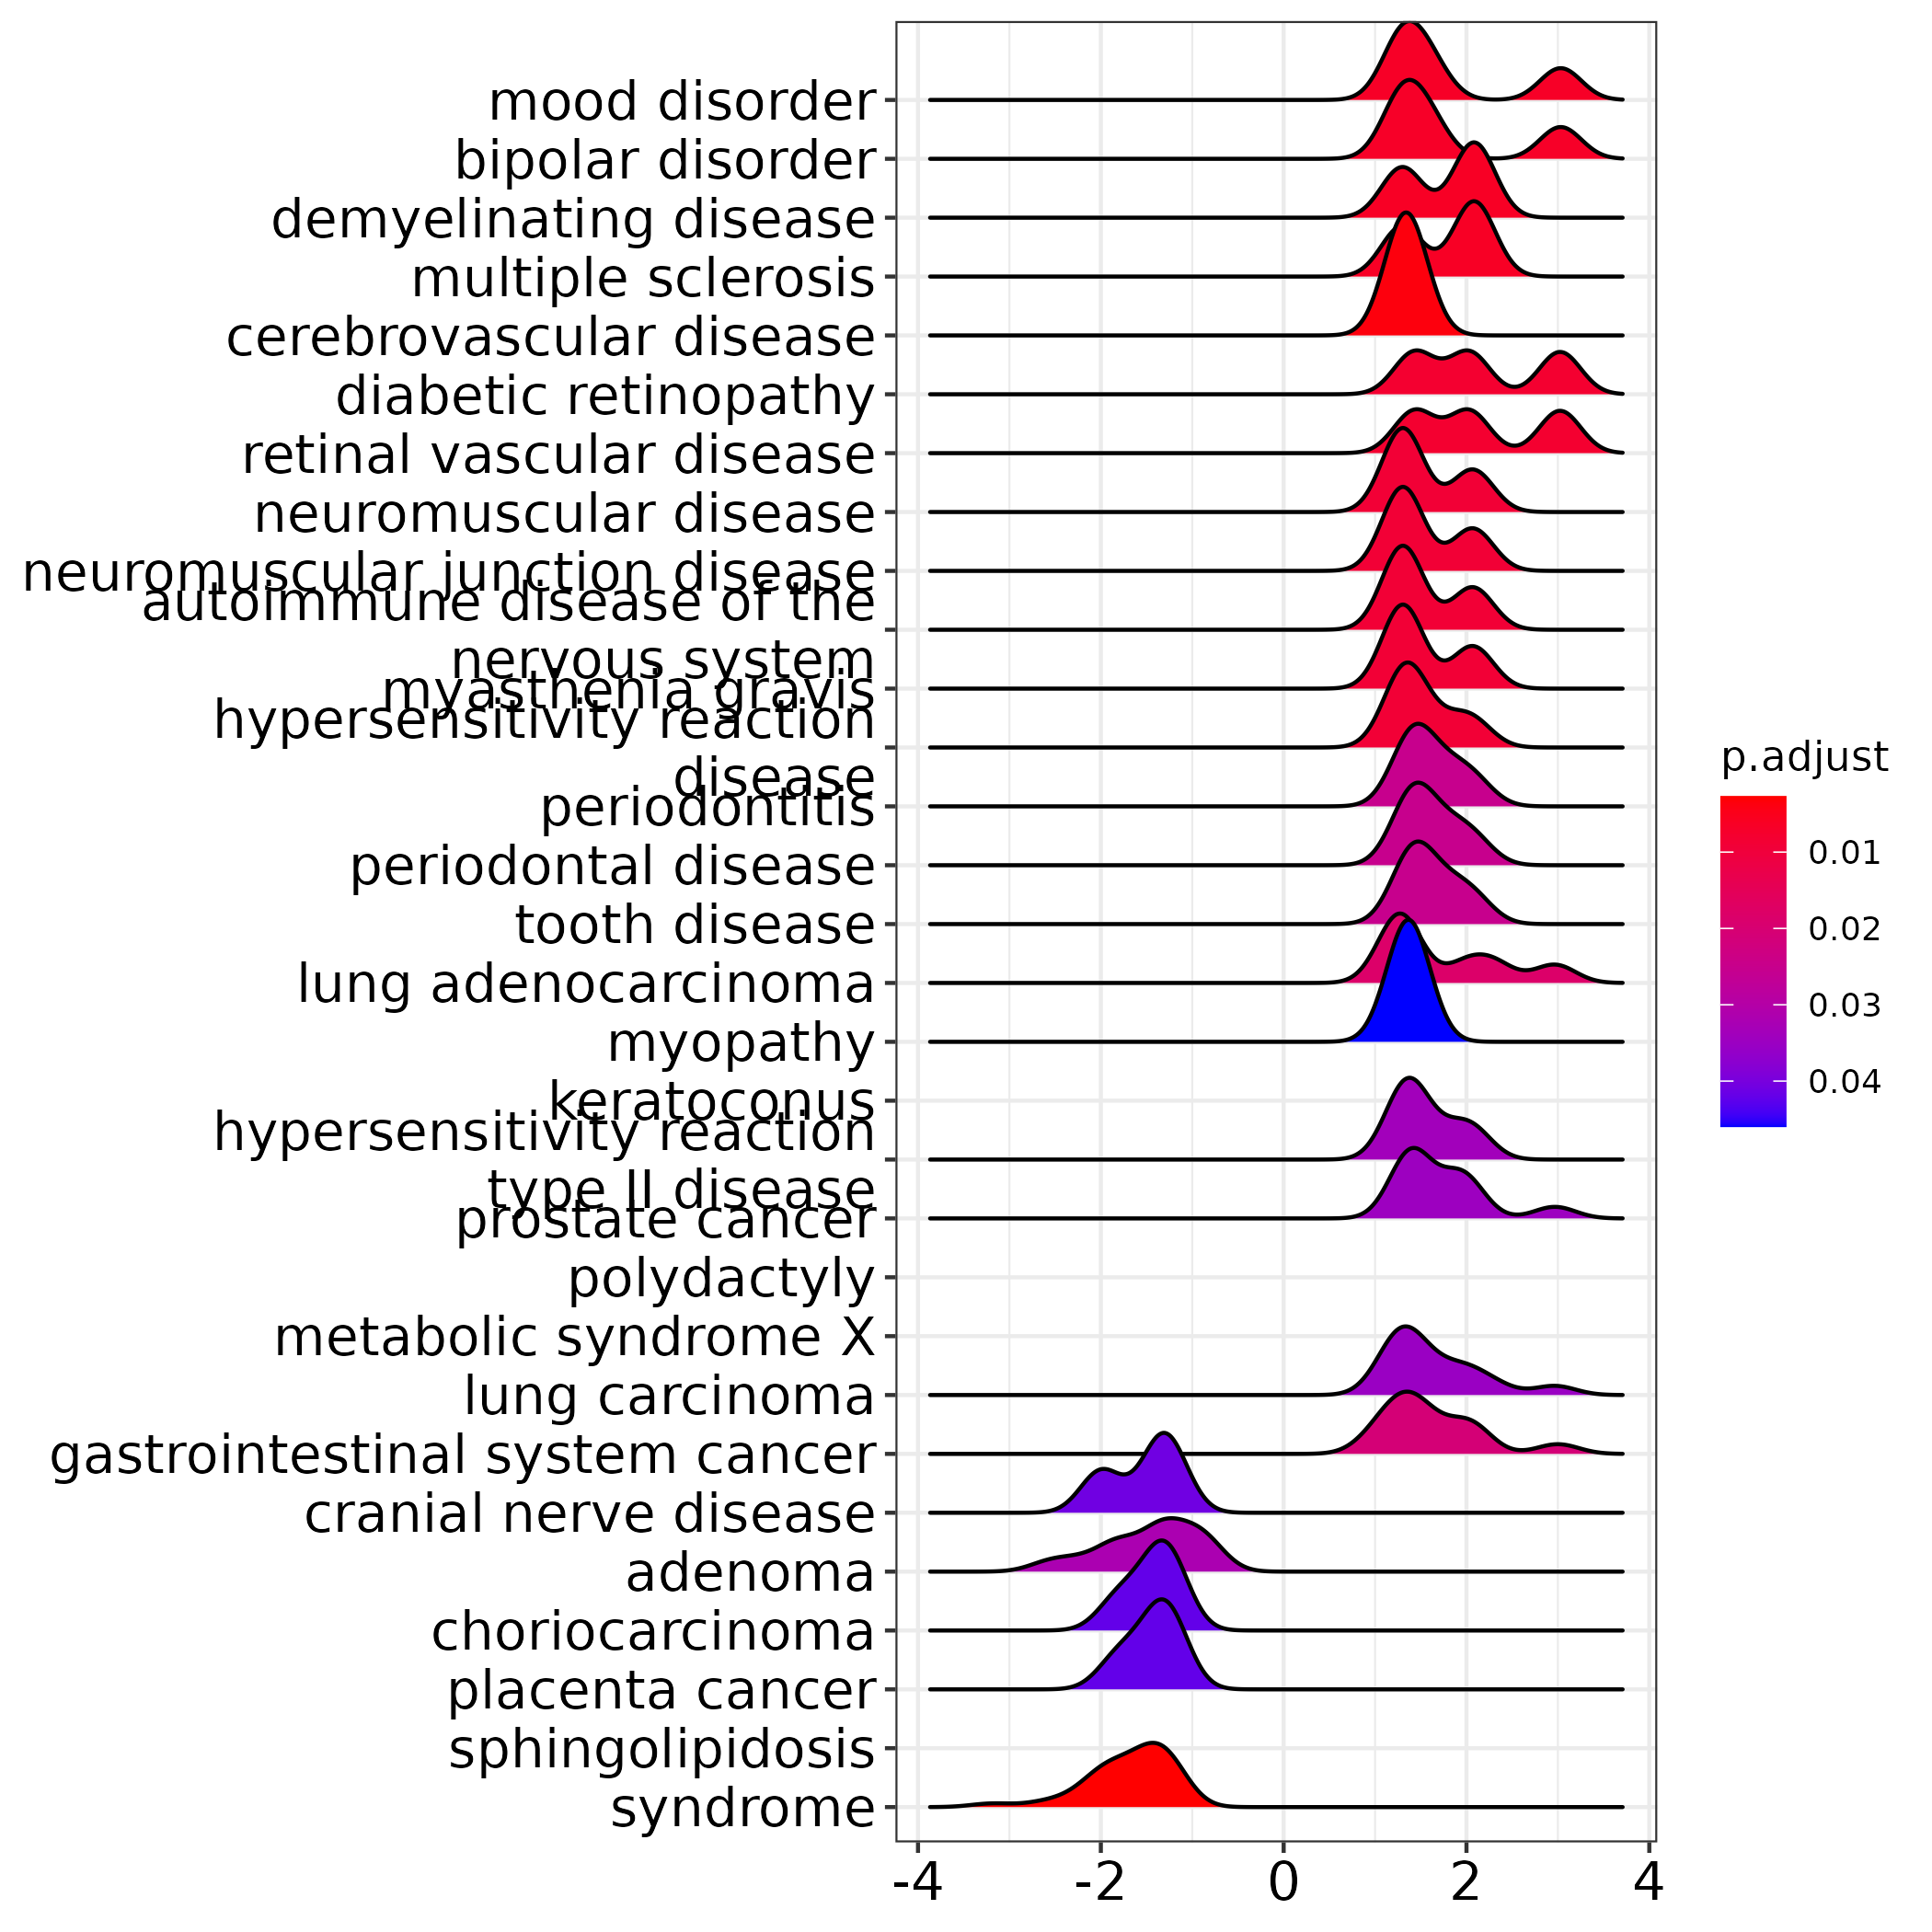 mood disorder
bipolar disorder
demyelinating disease
multiple sclerosis
cerebrovascular disease
diabetic retinopathy
retinal vascular disease
neuromuscular disease
neuromuscular junction disease
autoimmune disease of the
nervous system
myasthenia gravis
hypersensitivity reaction
disease
periodontitis
periodontal disease
tooth disease
lung adenocarcinoma
myopathy
keratoconus
hypersensitivity reaction
type II disease
prostate cancer
polydactyly
metabolic syndrome X
lung carcinoma
gastrointestinal system cancer
cranial nerve disease
adenoma
choriocarcinoma
placenta cancer
sphingolipidosis
syndrome
-4 -2 0 2 4
p.adjust
0.01
0.02
0.03
0.04